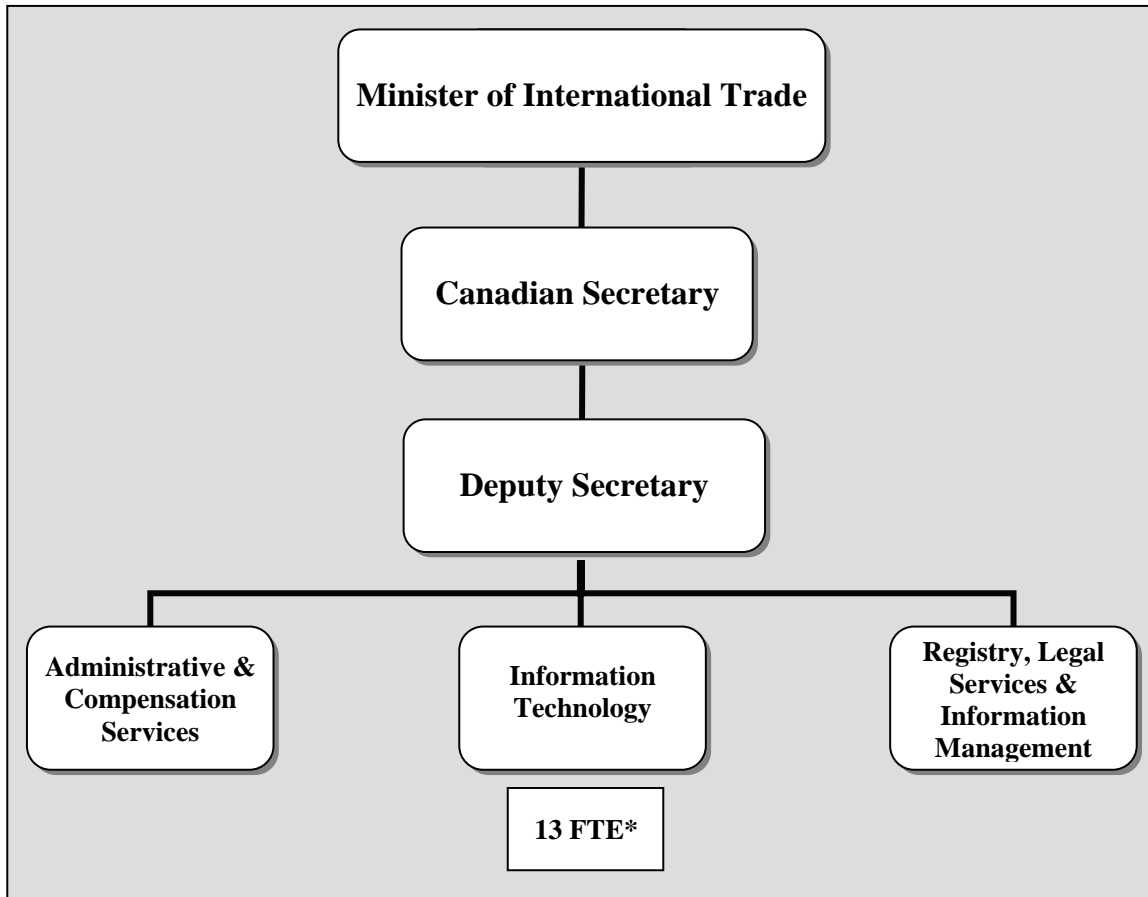 Minister of International Trade
Canadian Secretary
Deputy Secretary
Administrative &
Compensation
Services
Information
Technology
Registry, Legal
Services &
Information
Management
13 FTE*